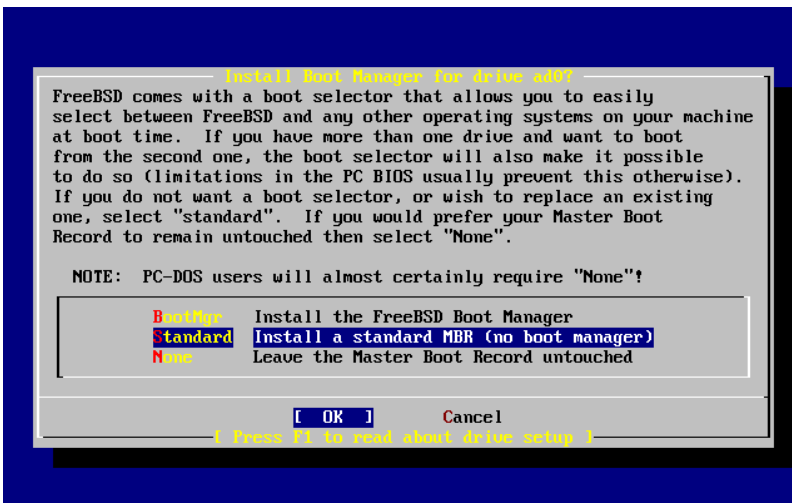 Install Boot Manager for drive ad0?
FreeBSD comes with a boot selector that allows you to easily
select between FreeBSD and any other operating systems on your machine
at boot time.  If you have more than one drive and want to boot
from the second one, the boot selector will also make it possible
to do so (limitations in the PC BIOS usually prevent this otherwise).
If you do not want a boot selector, or wish to replace an existing
one, select "standard".  If you would prefer your Master Boot
Record to remain untouched then select "None".
NOTE:  PC-DOS users will almost certainly require "None"!
BootMgr   Install the FreeBSD Boot Manager
Standard  Install a standard MBR (no boot manager)
None      Leave the Master Boot Record untouched
[  OK  ]       Cancel
[ Press F1 to read about drive setup ]